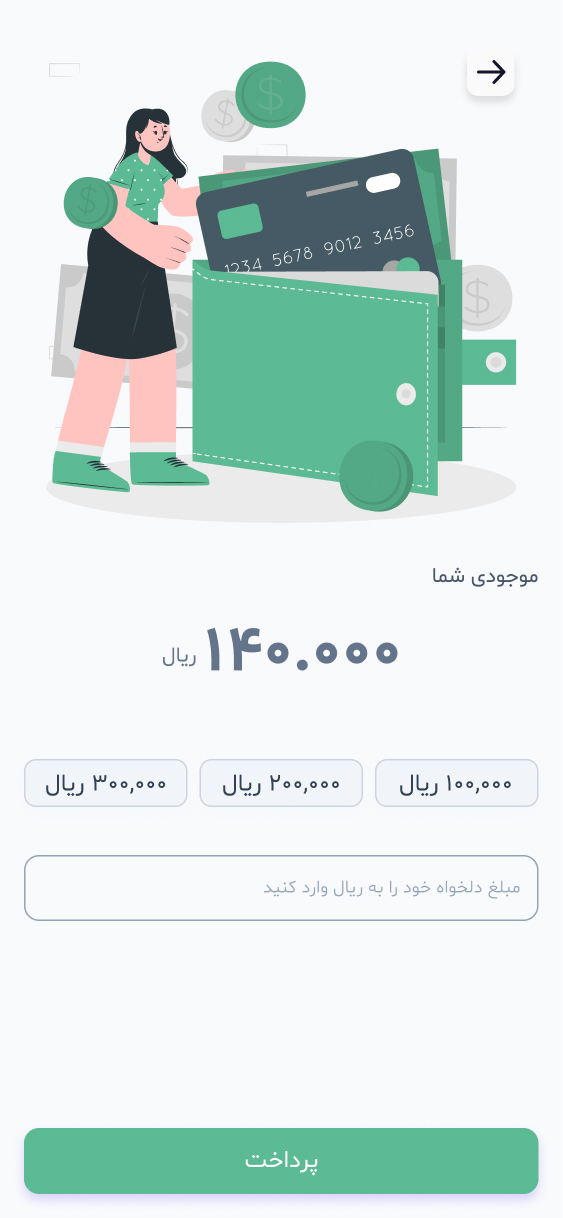 $
$
$
1234 5678 9012 3456
$
$
موجودی شما
۱۴۰.۰۰۰ ریال
۱۰۰,۰۰۰ ریال ۲۰۰,۰۰۰ ریال ۳۰۰,۰۰۰ ریال
مبلغ دلخواه خود را به ریال وارد کنید
پرداخت